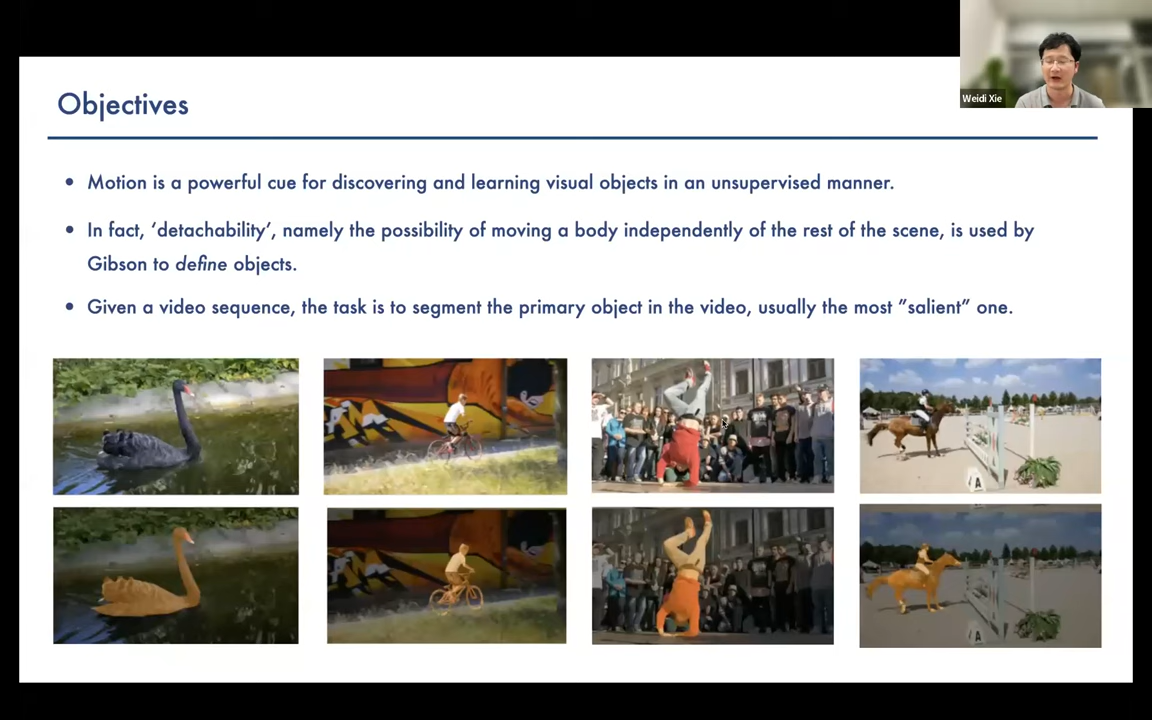 Weidi Xie
Objectives
• Motion is a powerful cue for discovering and learning visual objects in an unsupervised manner.
• In fact, ‘detachability’, namely the possibility of moving a body independently of the rest of the scene, is used by
Gibson to define objects.
• Given a video sequence, the task is to segment the primary object in the video, usually the most ”salient” one.
A
A